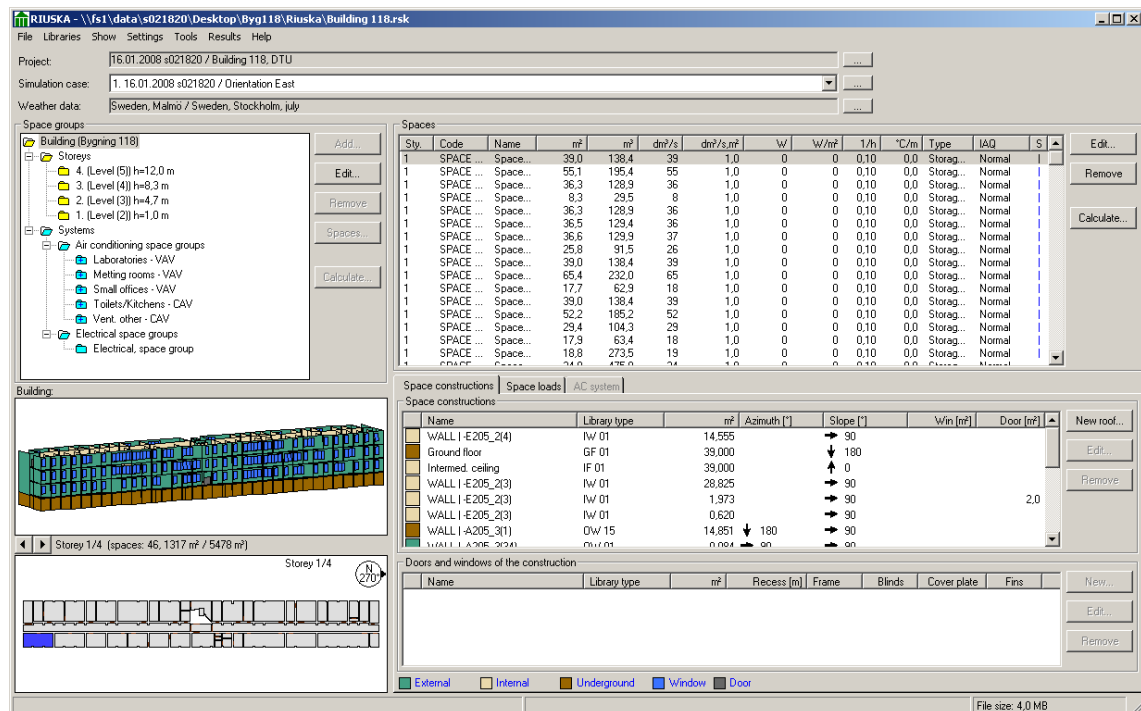 RIUSKA - \\fs1\data\s021820\Desktop\Byg118\Riuska\Building 118.rsk
File Libraries Show Settings Tools Results Help
Project: 16.01.2008 s021820 / Building 118, DTU ...
Simulation case: 1. 16.01.2008 s021820 / Orientation East ...
Weather data: Sweden, Malmö / Sweden, Stockholm, july ...
Space groups
Building (Bygning 118)
Storeys
4. (Level (5)) h=12,0 m
3. (Level (4)) h=8,3 m
2. (Level (3)) h=4,7 m
1. (Level (2)) h=1,0 m
Systems
Air conditioning space groups
Laboratories - VAV
Metting rooms - VAV
Small offices - VAV
Toilets/Kitchens - CAV
Vent. other - CAV
Electrical space groups
Electrical, space group
Add...
Edit...
Remove
Spaces...
Calculate...
Spaces
Sty. Code Name m² m³ dm³/s dm³/s,m² W W/m² 1/h °C/m Type IAQ S
1 SPACE ... Space... 39,0 138,4 39 1,0 0 0 0,10 0,0 Storag... Normal |
1 SPACE ... Space... 55,1 195,4 55 1,0 0 0 0,10 0,0 Storag... Normal |
1 SPACE ... Space... 36,3 128,9 36 1,0 0 0 0,10 0,0 Storag... Normal |
1 SPACE ... Space... 8,3 29,5 8 1,0 0 0 0,10 0,0 Storag... Normal |
1 SPACE ... Space... 36,3 128,9 36 1,0 0 0 0,10 0,0 Storag... Normal |
1 SPACE ... Space... 36,5 129,4 36 1,0 0 0 0,10 0,0 Storag... Normal |
1 SPACE ... Space... 36,6 129,9 37 1,0 0 0 0,10 0,0 Storag... Normal |
1 SPACE ... Space... 25,8 91,5 26 1,0 0 0 0,10 0,0 Storag... Normal |
1 SPACE ... Space... 39,0 138,4 39 1,0 0 0 0,10 0,0 Storag... Normal |
1 SPACE ... Space... 65,4 232,0 65 1,0 0 0 0,10 0,0 Storag... Normal |
1 SPACE ... Space... 17,7 62,9 18 1,0 0 0 0,10 0,0 Storag... Normal |
1 SPACE ... Space... 39,0 138,4 39 1,0 0 0 0,10 0,0 Storag... Normal |
1 SPACE ... Space... 52,2 185,2 52 1,0 0 0 0,10 0,0 Storag... Normal |
1 SPACE ... Space... 29,4 104,3 29 1,0 0 0 0,10 0,0 Storag... Normal |
1 SPACE ... Space... 17,9 63,4 18 1,0 0 0 0,10 0,0 Storag... Normal |
1 SPACE ... Space... 18,8 273,5 19 1,0 0 0 0,10 0,0 Storag... Normal |
Edit...
Remove
Calculate...
Building:
Storey 1/4 (spaces: 46, 1317 m² / 5478 m³)
Storey 1/4
N
270°
Space constructions Space loads AC system
Space constructions
Name Library type m² Azimuth [°] Slope [°] Win [m²] Door [m²]
WALL | -E205_2(4) IW 01 14,555 90
Ground floor GF 01 39,000 180
Intermed. ceiling IF 01 39,000 0
WALL | -E205_2(3) IW 01 28,825 90
WALL | -E205_2(3) IW 01 1,973 90 2,0
WALL | -E205_2(3) IW 01 0,620 90
WALL | -A205_3(1) OW 15 14,851 180 90
New roof...
Edit...
Remove
Doors and windows of the construction
Name Library type m² Recess [m] Frame Blinds Cover plate Fins
New...
Edit...
Remove
External Internal Underground Window Door
File size: 4,0 MB